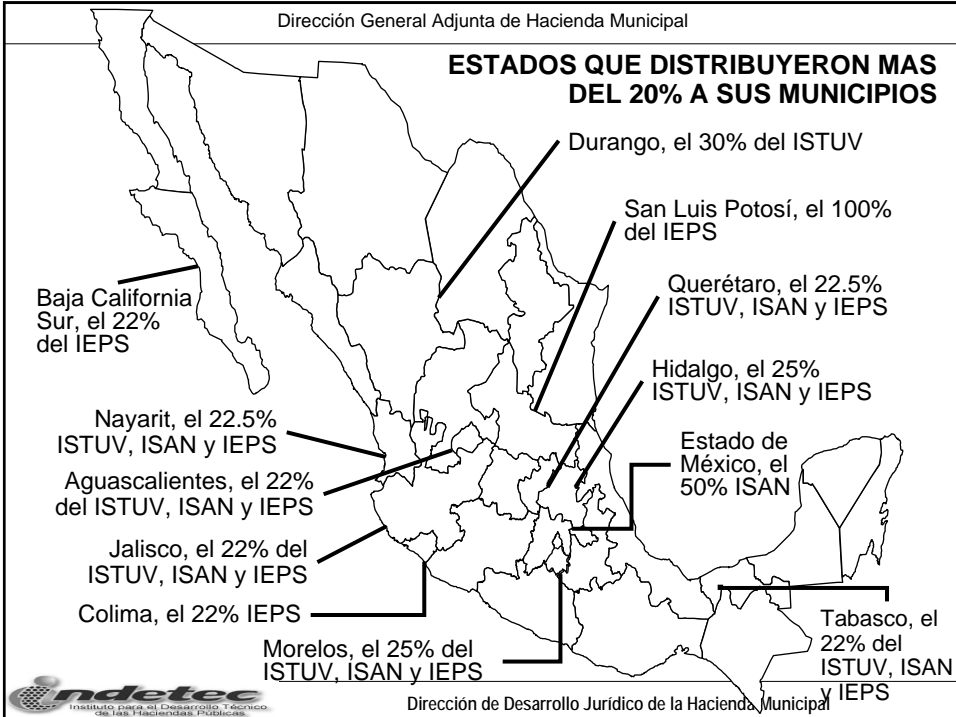 Dirección General Adjunta de Hacienda Municipal
ESTADOS QUE DISTRIBUYERON MAS
DEL 20% A SUS MUNICIPIOS
Durango, el 30% del ISTUV
San Luis Potosí, el 100%
del IEPS
Querétaro, el 22.5%
ISTUV, ISAN y IEPS
Baja California
Sur, el 22%
del IEPS
Hidalgo, el 25%
ISTUV, ISAN y IEPS
Nayarit, el 22.5%
ISTUV, ISAN y IEPS
Estado de
México, el
50% ISAN
Aguascalientes, el 22%
del ISTUV, ISAN y IEPS
Jalisco, el 22% del
ISTUV, ISAN y IEPS
Colima, el 22% IEPS
Morelos, el 25% del
ISTUV, ISAN y IEPS
Tabasco, el
22% del
ISTUV, ISAN
y IEPS
indetec
Instituto para el Desarrollo Técnico
de las Haciendas Públicas
Dirección de Desarrollo Jurídico de la Hacienda Municipal